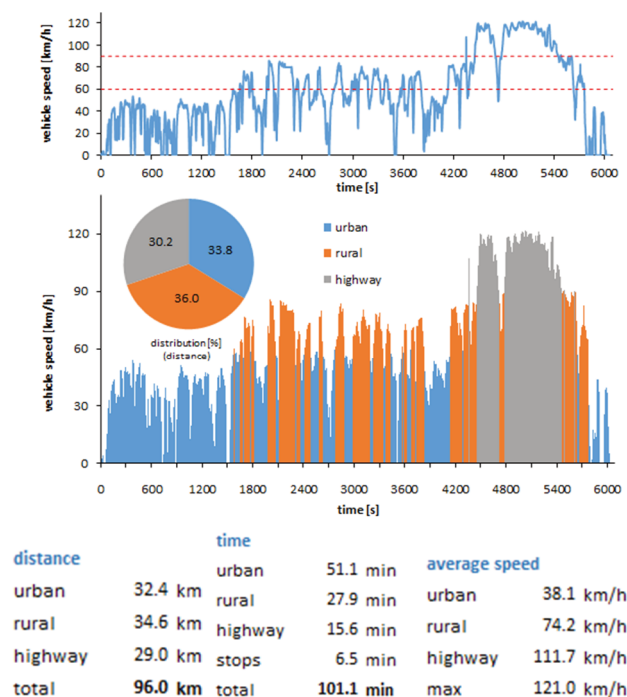 120
100
80
60
40
20
0
vehicle speed [km/h]
0 600 1200 1800 2400 3000 3600 4200 4800 5400 6000
time [s]
120
90
60
30
0
vehicle speed [km/h]
30.2
33.8
36.0
distribution [%]
(distance)
urban
rural
highway
0 600 1200 1800 2400 3000 3600 4200 4800 5400 6000
time [s]
distance
urban 32.4 km
rural 34.6 km
highway 29.0 km
total 96.0 km
time
urban 51.1 min
rural 27.9 min
highway 15.6 min
stops 6.5 min
total 101.1 min
average speed
urban 38.1 km/h
rural 74.2 km/h
highway 111.7 km/h
max 121.0 km/h